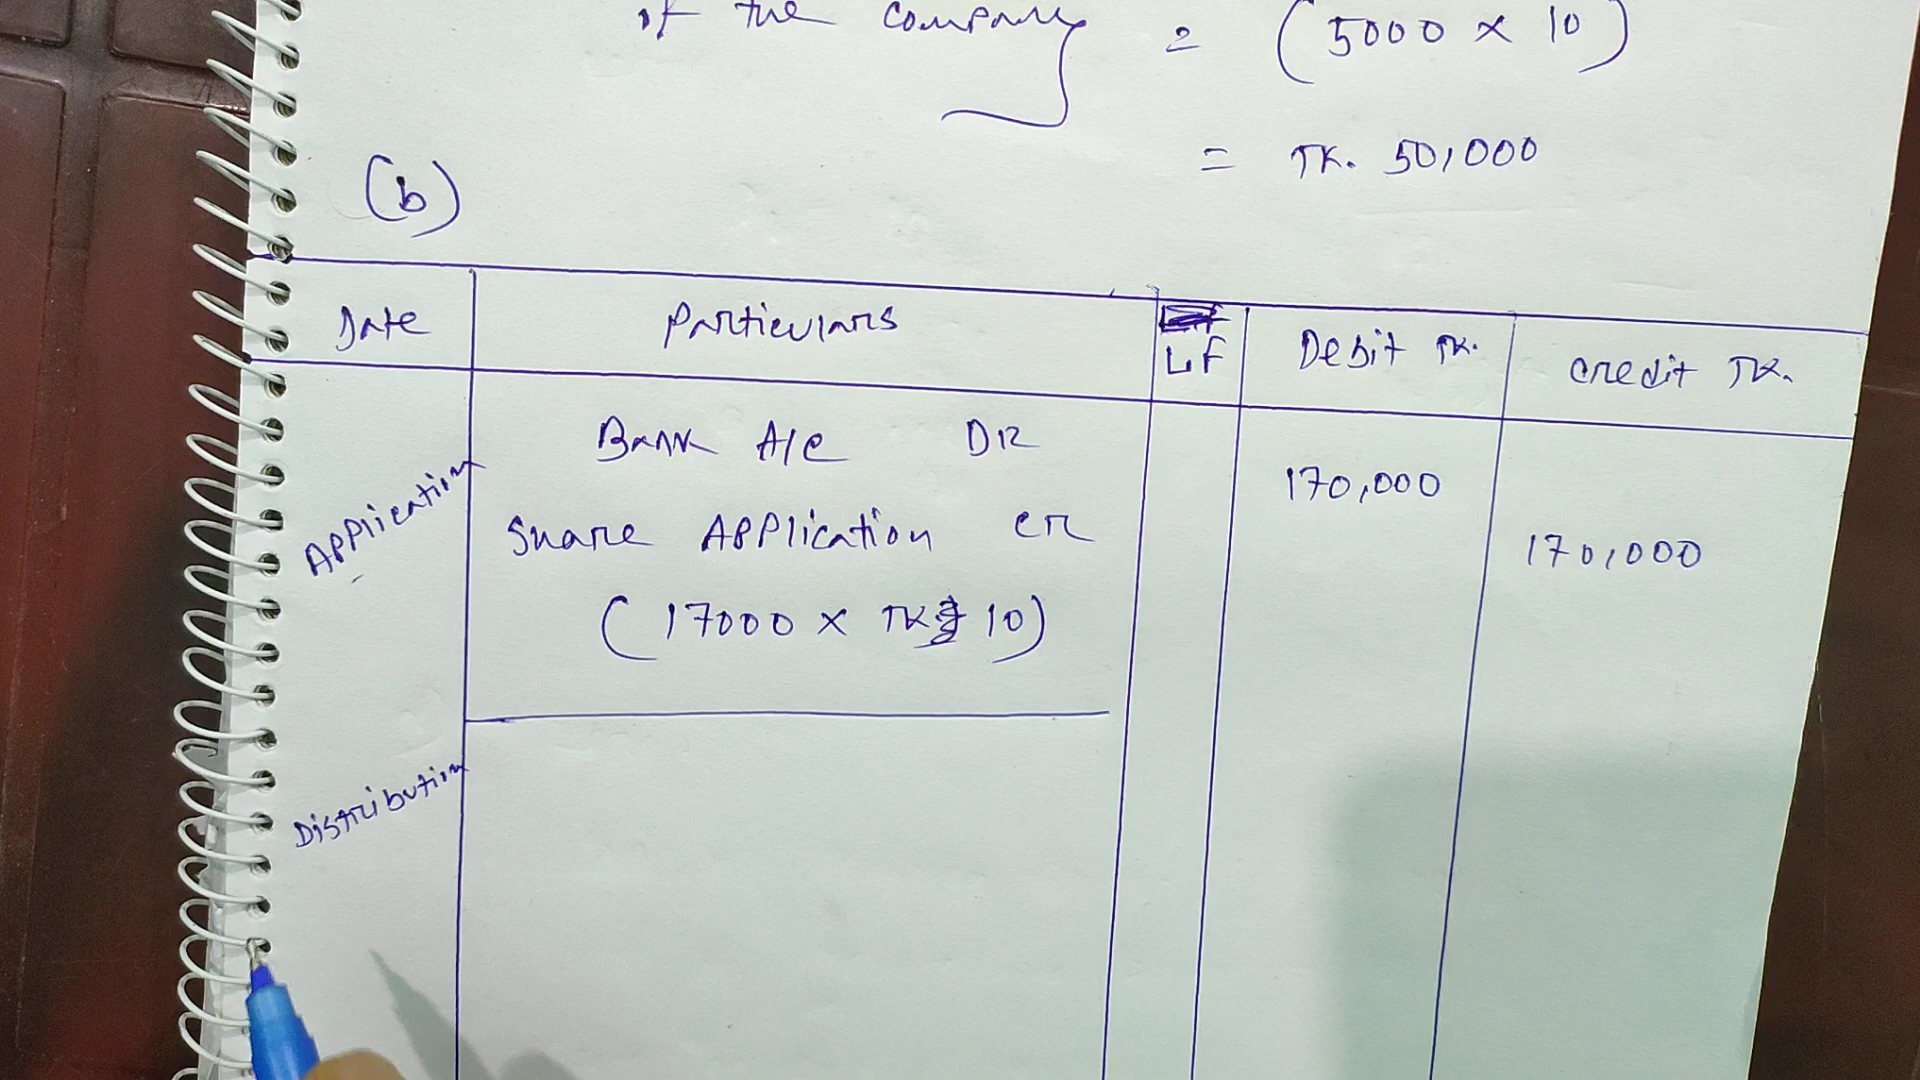 of the company = (5000 × 10)
= TK. 50,000
(b)
Date Particulars L.F Debit TK. Credit TK.
Application Bank A/C DR 170,000
Share Application CR 170,000
(17000 × TK 10)
Distribution